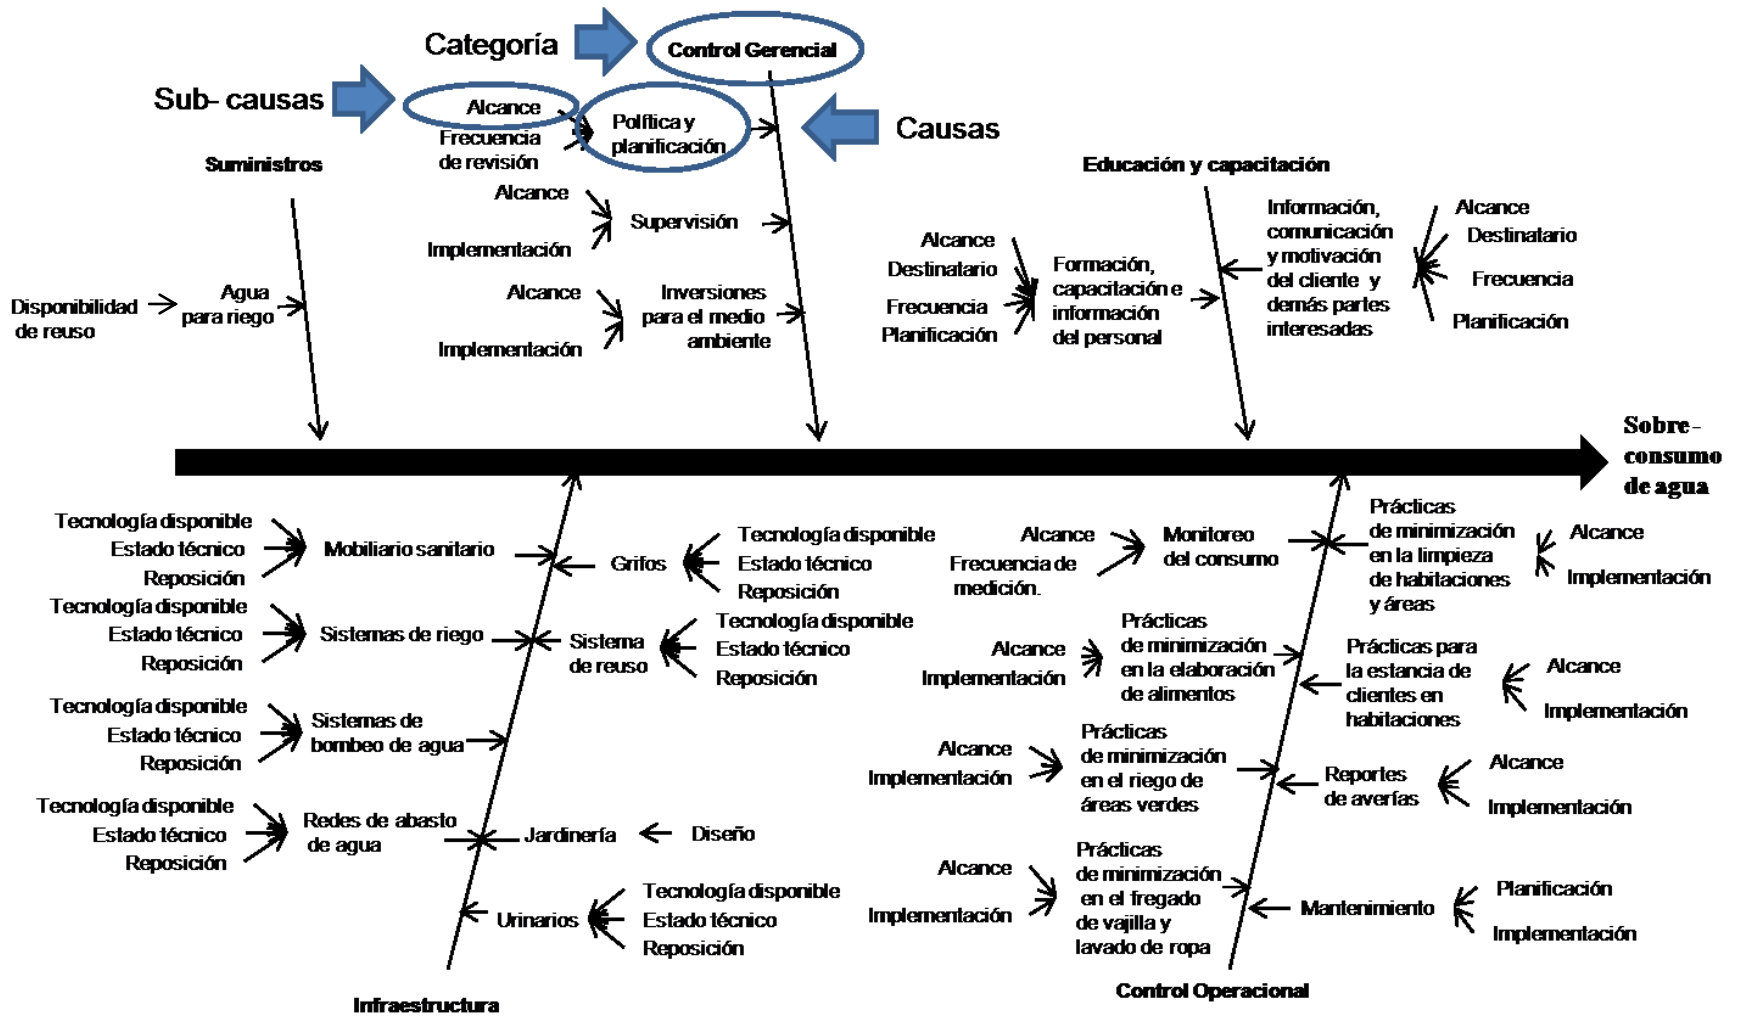 Categoría
Control Gerencial
Sub- causas
Alcance
Frecuencia
de revisión
Política y
planificación
Causas
Suministros
Alcance
Implementación
Supervisión
Disponibilidad
de reuso
Agua
para riego
Alcance
Implementación
Inversiones
para el medio
ambiente
Educación y capacitación
Alcance
Destinatario
Frecuencia
Planificación
Formación,
capacitación e
información
del personal
Información,
comunicación
y motivación
del cliente y
demás partes
interesadas
Alcance
Destinatario
Frecuencia
Planificación
Sobre-
consumo
de agua
Tecnología disponible
Estado técnico
Reposición
Mobiliario sanitario
Grifos
Tecnología disponible
Estado técnico
Reposición
Tecnología disponible
Estado técnico
Reposición
Sistemas de riego
Sistema
de reuso
Tecnología disponible
Estado técnico
Reposición
Tecnología disponible
Estado técnico
Reposición
Sistemas de
bombeo de agua
Tecnología disponible
Estado técnico
Reposición
Redes de abasto
de agua
Jardinería
Diseño
Urinarios
Tecnología disponible
Estado técnico
Reposición
Infraestructura
Alcance
Frecuencia de
medición.
Monitoreo
del consumo
Prácticas
de minimización
en la limpieza
de habitaciones
y áreas
Alcance
Implementación
Alcance
Implementación
Prácticas
de minimización
en la elaboración
de alimentos
Prácticas para
la estancia de
clientes en
habitaciones
Alcance
Implementación
Alcance
Implementación
Prácticas
de minimización
en el riego de
áreas verdes
Reportes
de averías
Alcance
Implementación
Alcance
Implementación
Prácticas
de minimización
en el fregado
de vajilla y
lavado de ropa
Mantenimiento
Planificación
Implementación
Control Operacional